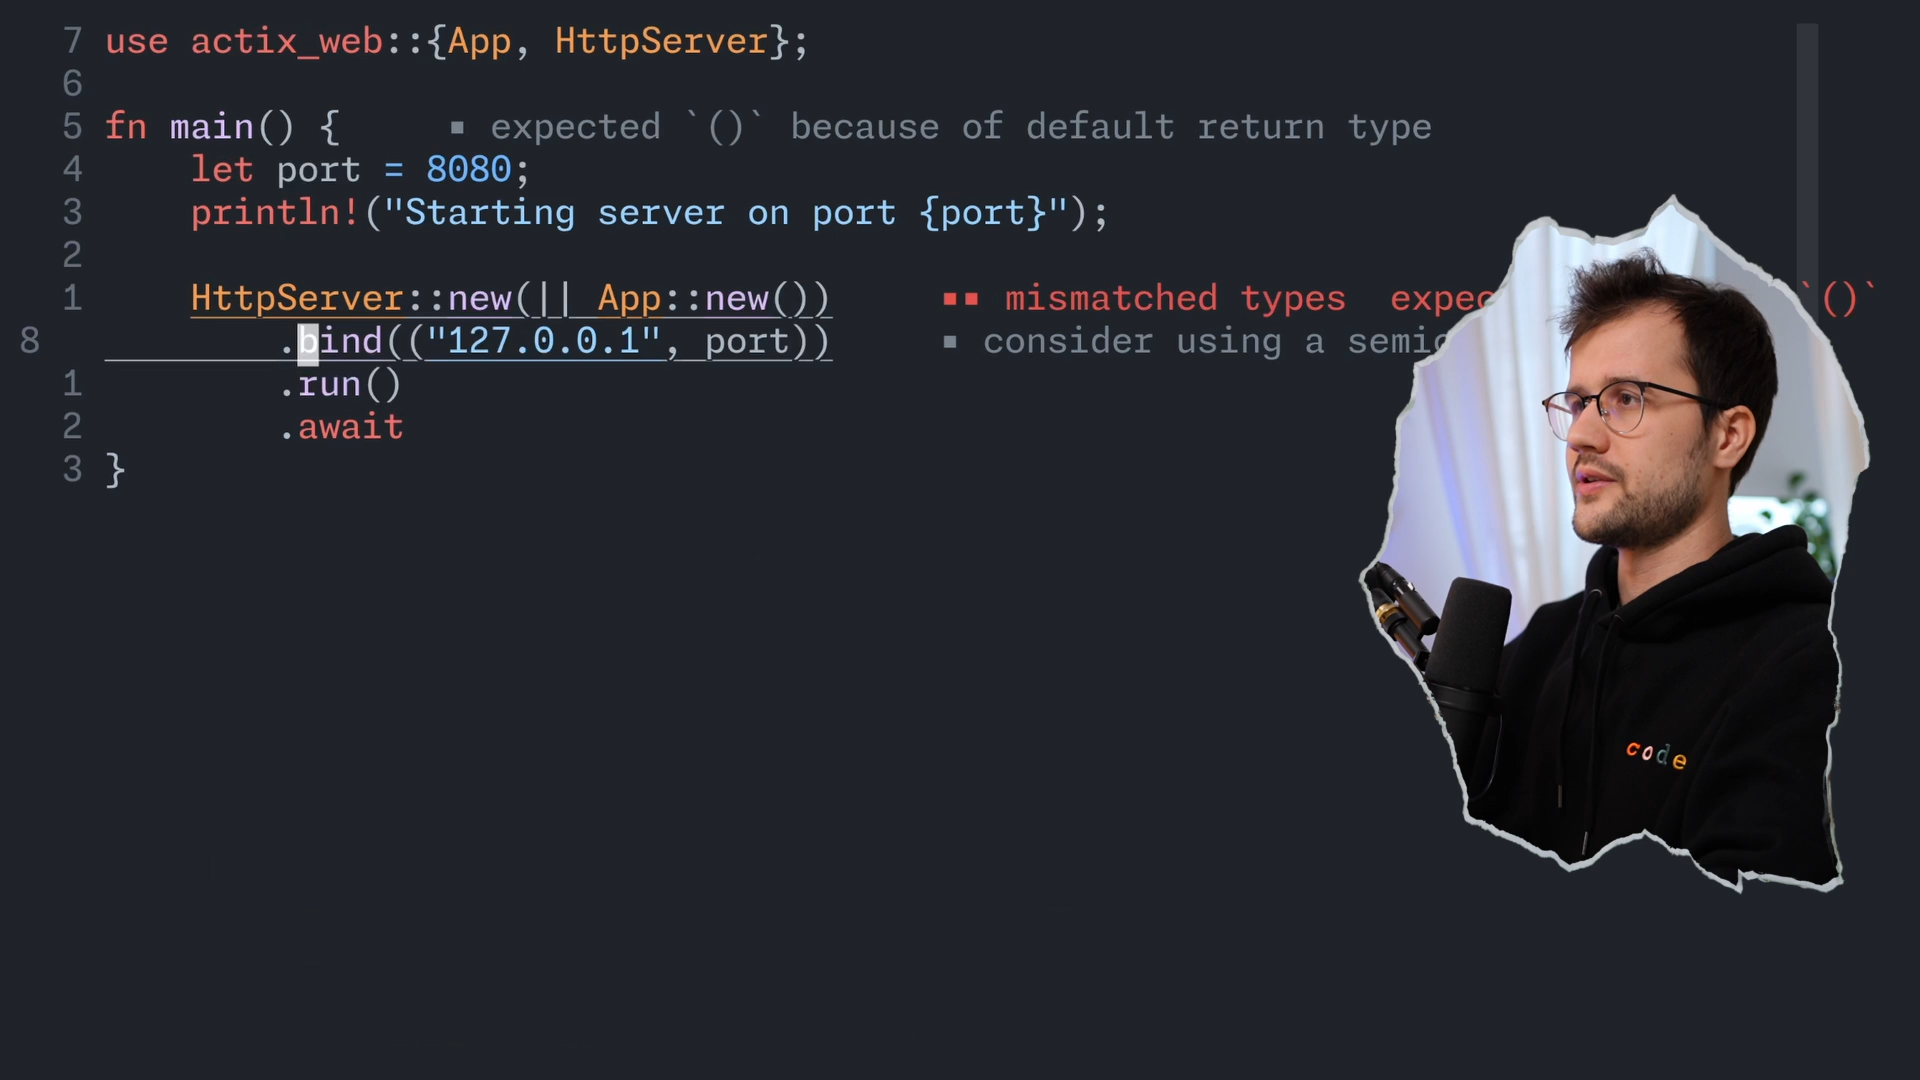 7 use actix_web::{App, HttpServer};
6
5 fn main() { ▪ expected `()` because of default return type
4 let port = 8080;
3 println!("Starting server on port {port}");
2
1 HttpServer::new(|| App::new()) ▪▪ mismatched types expec `()`
8 .bind(("127.0.0.1", port)) ▪ consider using a semic
1 .run()
2 .await
3 }
code